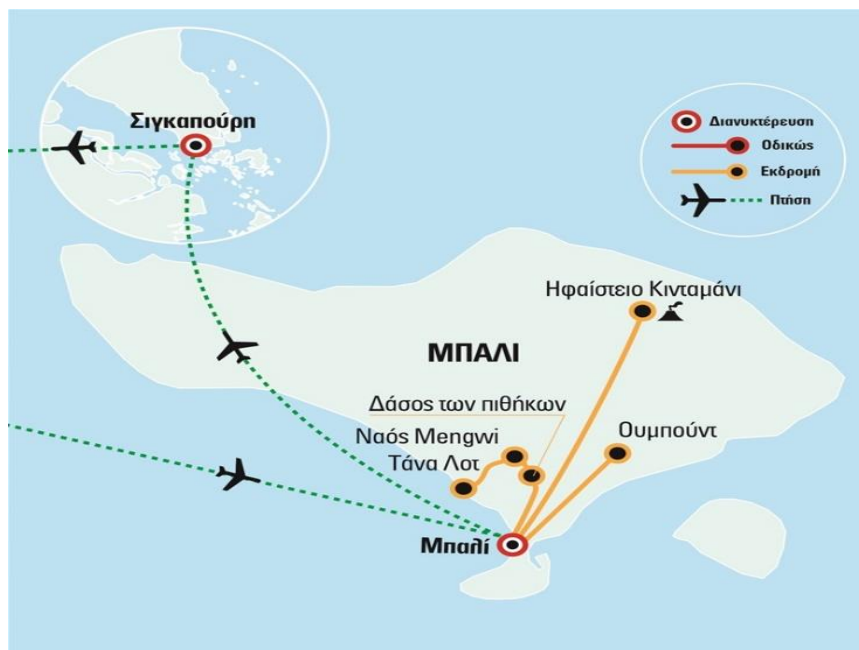 Σιγκαπούρη
Διανυκτέρευση
Οδικώς
Εκδρομή
Πτήση
Ηφαίστειο Κινταμάνι
ΜΠΑΛΙ
Δάσος των πιθήκων
Ναός Mengwi
Ουμπούντ
Τάνα Λοτ
Μπαλί